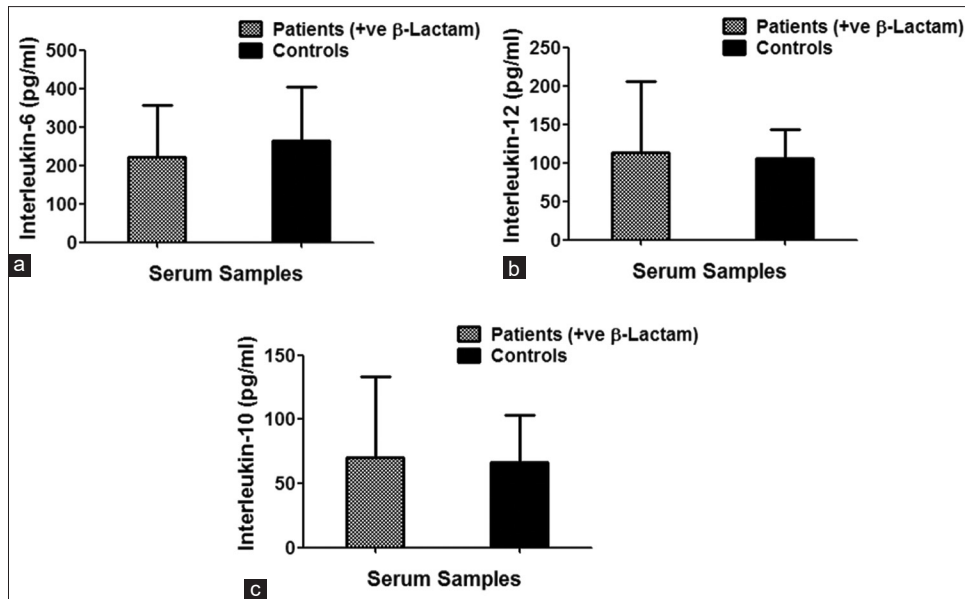 Patients (+ve β-Lactam)
Controls
Interleukin-6 (pg/ml)
500
400
300
200
100
0
Serum Samples
a
Patients (+ve β-Lactam)
Controls
Interleukin-12 (pg/ml)
250
200
150
100
50
0
Serum Samples
b
Patients (+ve β-Lactam)
Controls
Interleukin-10 (pg/ml)
150
100
50
0
Serum Samples
c